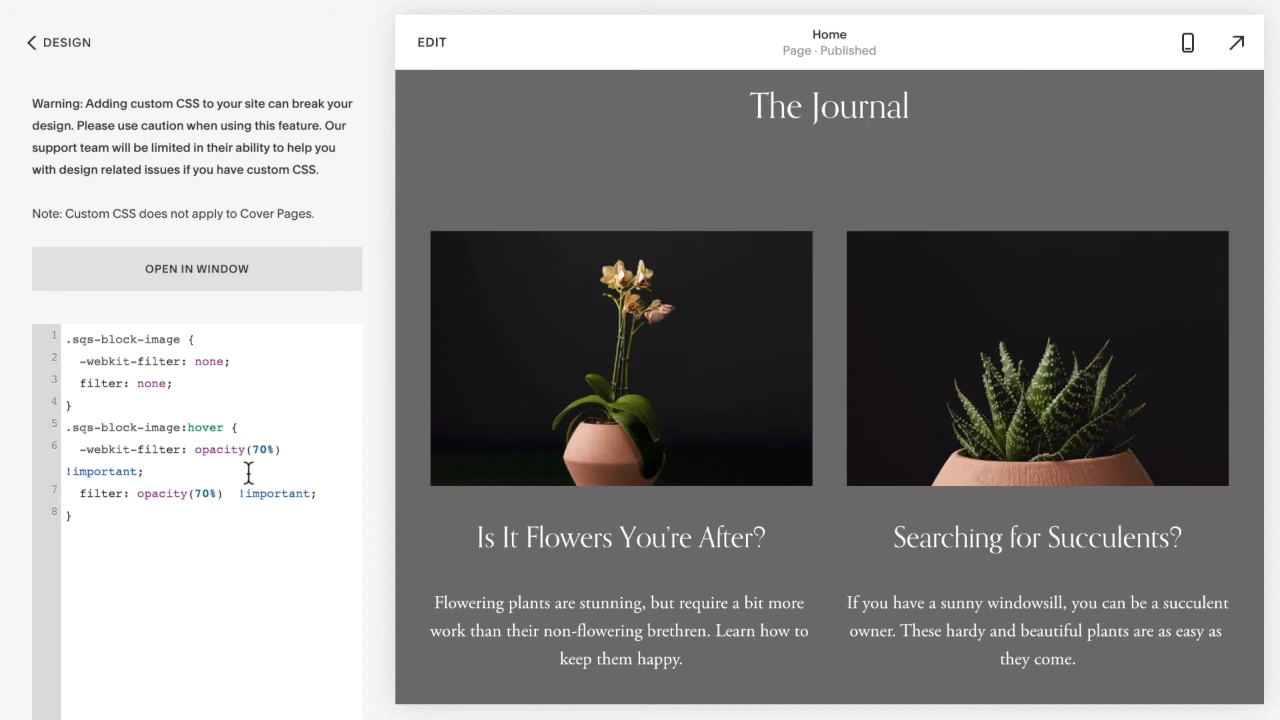 DESIGN
Warning: Adding custom CSS to your site can break your
design. Please use caution when using this feature. Our
support team will be limited in their ability to help you
with design related issues if you have custom CSS.
Note: Custom CSS does not apply to Cover Pages.
OPEN IN WINDOW
1 .sqs-block-image {
2 -webkit-filter: none;
3 filter: none;
4 }
5 .sqs-block-image:hover {
6 -webkit-filter: opacity(70%)
!important;
7 filter: opacity(70%)  !important;
8 }
EDIT
Home
Page · Published
The Journal
Is It Flowers You're After?
Flowering plants are stunning, but require a bit more
work than their non-flowering brethren. Learn how to
keep them happy.
Searching for Succulents?
If you have a sunny windowsill, you can be a succulent
owner. These hardy and beautiful plants are as easy as
they come.